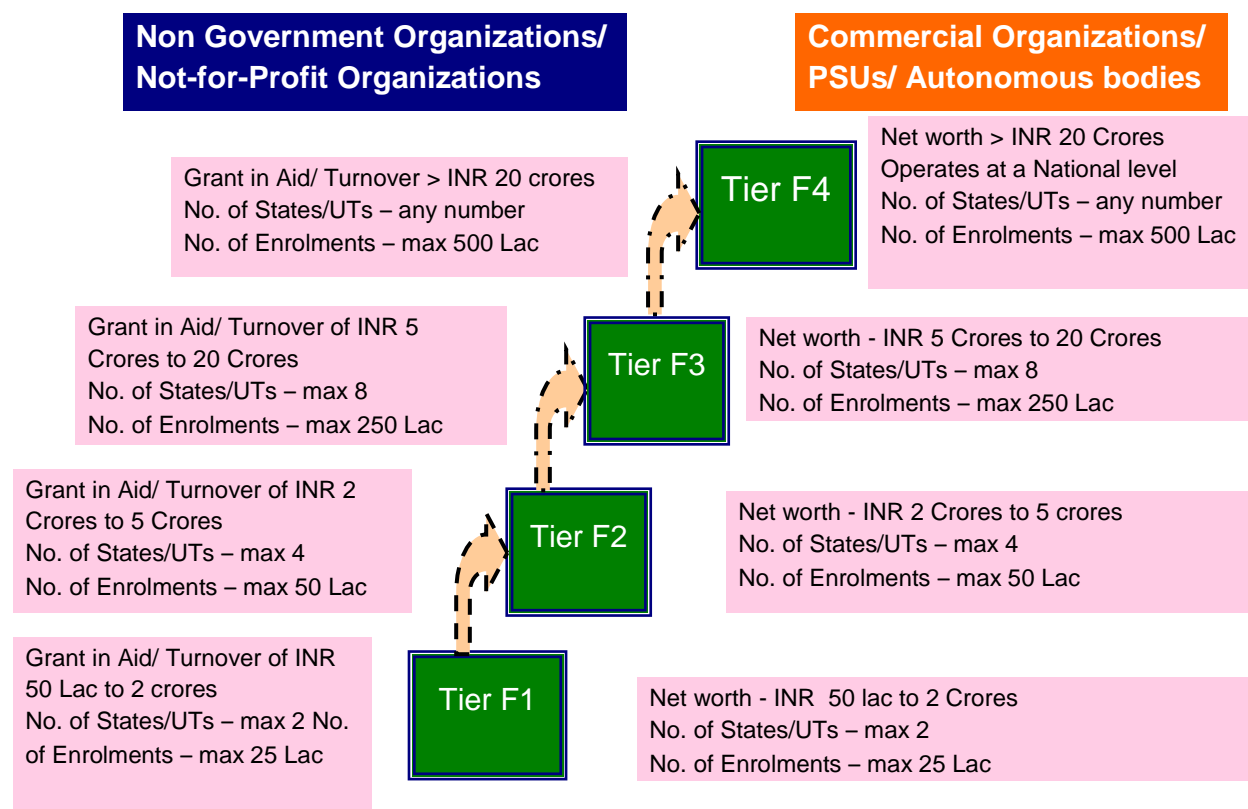 Non Government Organizations/
Not-for-Profit Organizations
Commercial Organizations/
PSUs/ Autonomous bodies
Grant in Aid/ Turnover > INR 20 crores
No. of States/UTs – any number
No. of Enrolments – max 500 Lac
Tier F4
Net worth > INR 20 Crores
Operates at a National level
No. of States/UTs – any number
No. of Enrolments – max 500 Lac
Grant in Aid/ Turnover of INR 5
Crores to 20 Crores
No. of States/UTs – max 8
No. of Enrolments – max 250 Lac
Tier F3
Net worth - INR 5 Crores to 20 Crores
No. of States/UTs – max 8
No. of Enrolments – max 250 Lac
Grant in Aid/ Turnover of INR 2
Crores to 5 Crores
No. of States/UTs – max 4
No. of Enrolments – max 50 Lac
Tier F2
Net worth - INR 2 Crores to 5 crores
No. of States/UTs – max 4
No. of Enrolments – max 50 Lac
Grant in Aid/ Turnover of INR
50 Lac to 2 crores
No. of States/UTs – max 2 No.
of Enrolments – max 25 Lac
Tier F1
Net worth - INR 50 lac to 2 Crores
No. of States/UTs – max 2
No. of Enrolments – max 25 Lac